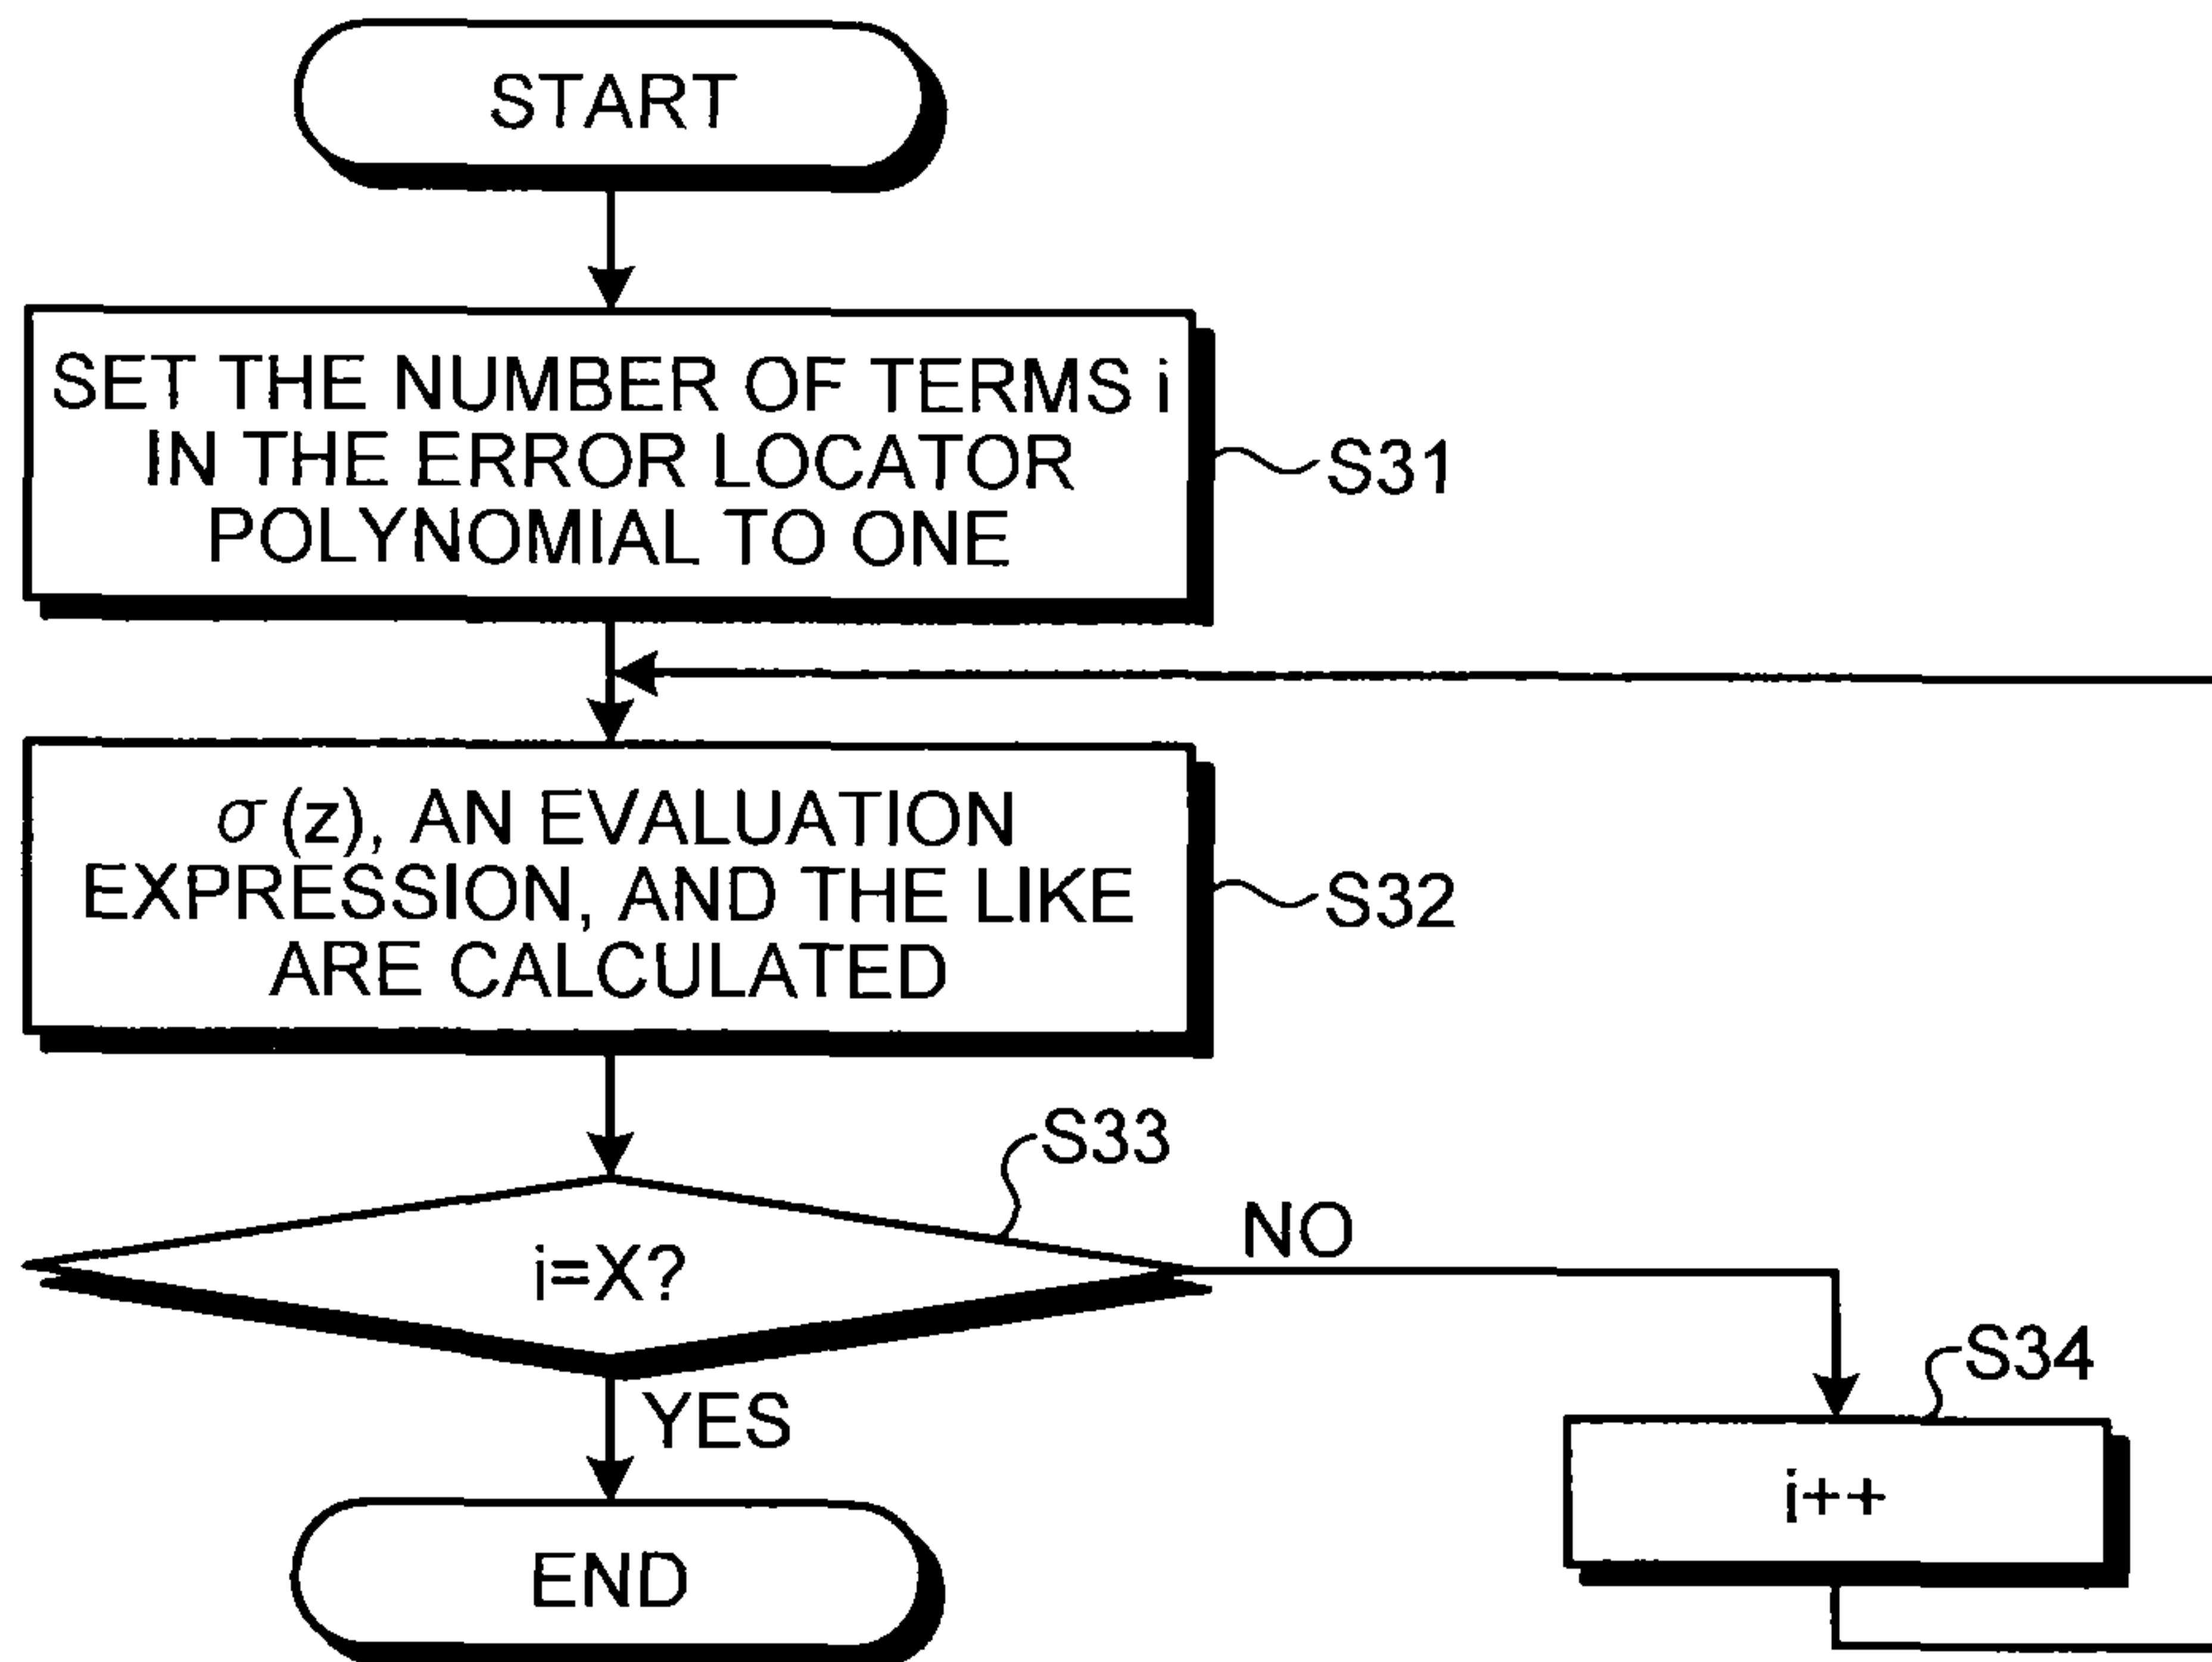 START
SET THE NUMBER OF TERMS i
IN THE ERROR LOCATOR
POLYNOMIAL TO ONE
S31
σ(z), AN EVALUATION
EXPRESSION, AND THE LIKE
ARE CALCULATED
S32
S33
i=X?
NO
YES
S34
i++
END